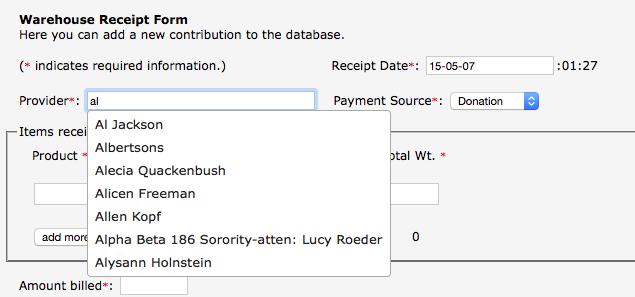 Warehouse Receipt Form
Here you can add a new contribution to the database.
(* indicates required information.) Receipt Date*: 15-05-07 :01:27
Provider*: al Payment Source*: Donation
Al Jackson
Albertsons
Alecia Quackenbush
Alicen Freeman
Allen Kopf
Alpha Beta 186 Sorority-atten: Lucy Roeder
Alysann Holnstein
Items recei
Product * otal Wt. *
add more 0
Amount billed*: